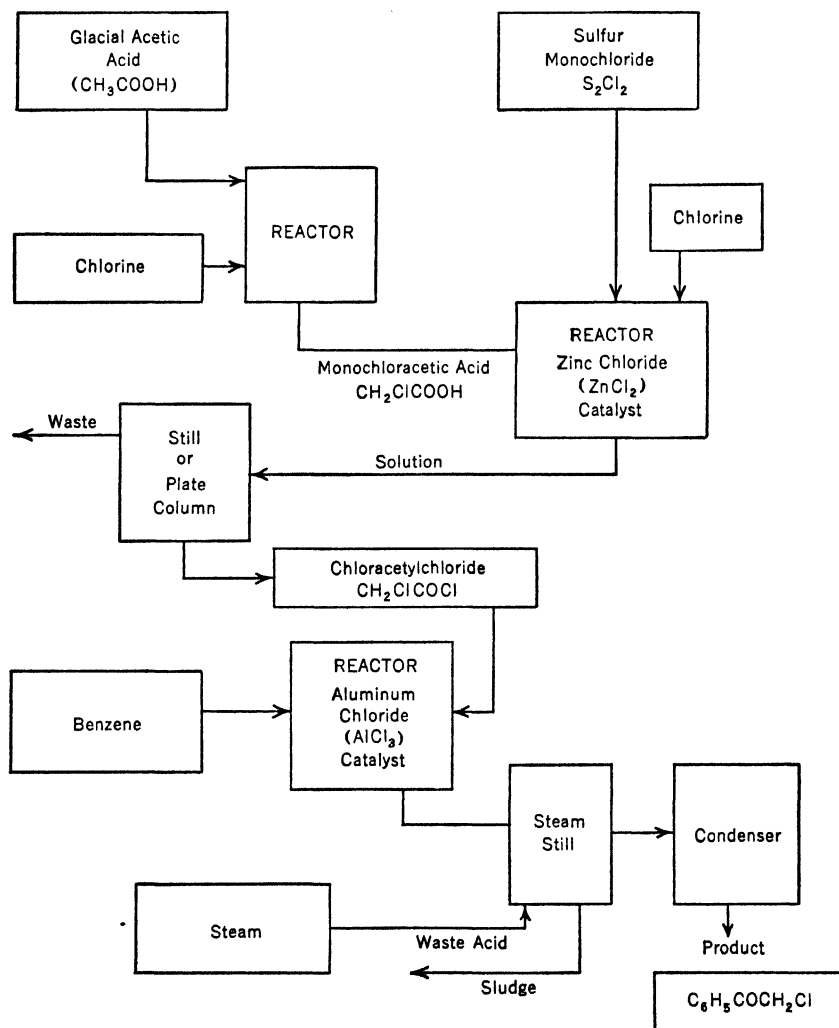 Glacial Acetic
Acid
(CH₃COOH)
Sulfur
Monochloride
S₂Cl₂
REACTOR
Chlorine
Chlorine
REACTOR
Zinc Chloride
(ZnCl₂)
Catalyst
Monochloracetic Acid
CH₂ClCOOH
Waste
Still
or
Plate
Column
Solution
Chloracetylchloride
CH₂ClCOCl
REACTOR
Aluminum
Chloride
(AlCl₃)
Catalyst
Benzene
Steam
Still
Condenser
Steam
Waste Acid
Sludge
Product
C₆H₅COCH₂Cl